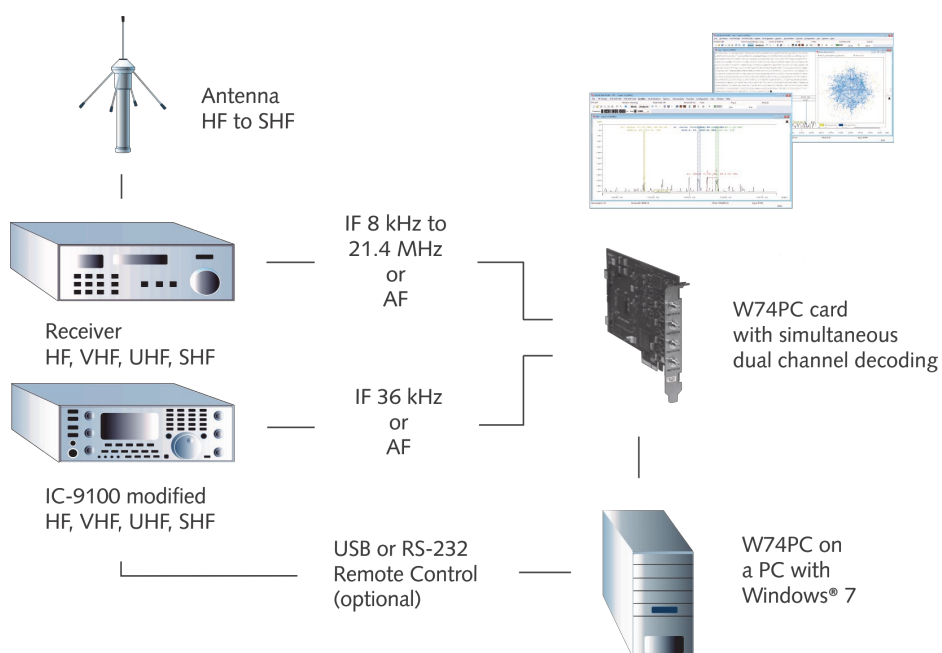 Antenna
HF to SHF
IF 8 kHz to
21.4 MHz
or
AF
Receiver
HF, VHF, UHF, SHF
W74PC card
with simultaneous
dual channel decoding
IF 36 kHz
or
AF
IC-9100 modified
HF, VHF, UHF, SHF
USB or RS-232
Remote Control
(optional)
W74PC on
a PC with
Windows® 7